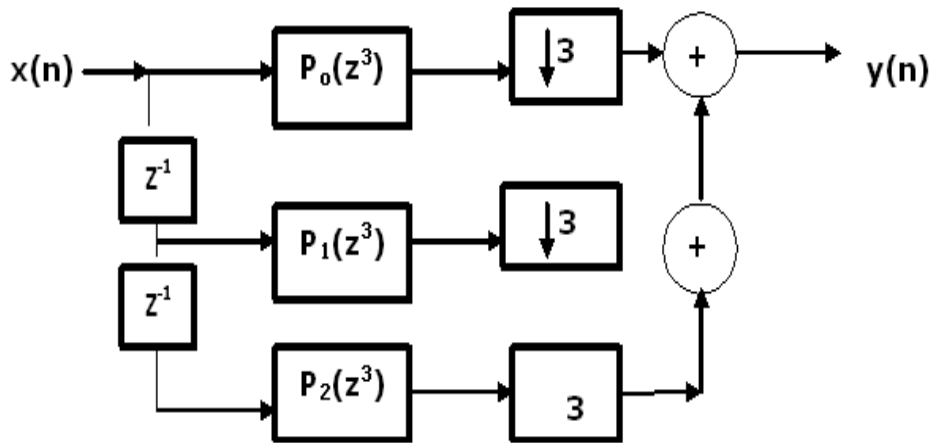 x(n) P₀(z³) ↓3 + y(n)
Z⁻¹
P₁(z³) ↓3 +
Z⁻¹
P₂(z³) 3